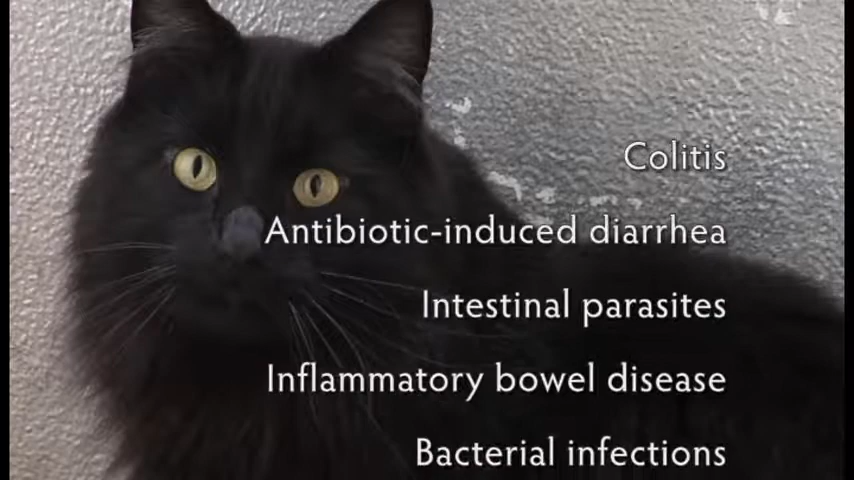 Colitis
Antibiotic-induced diarrhea
Intestinal parasites
Inflammatory bowel disease
Bacterial infections